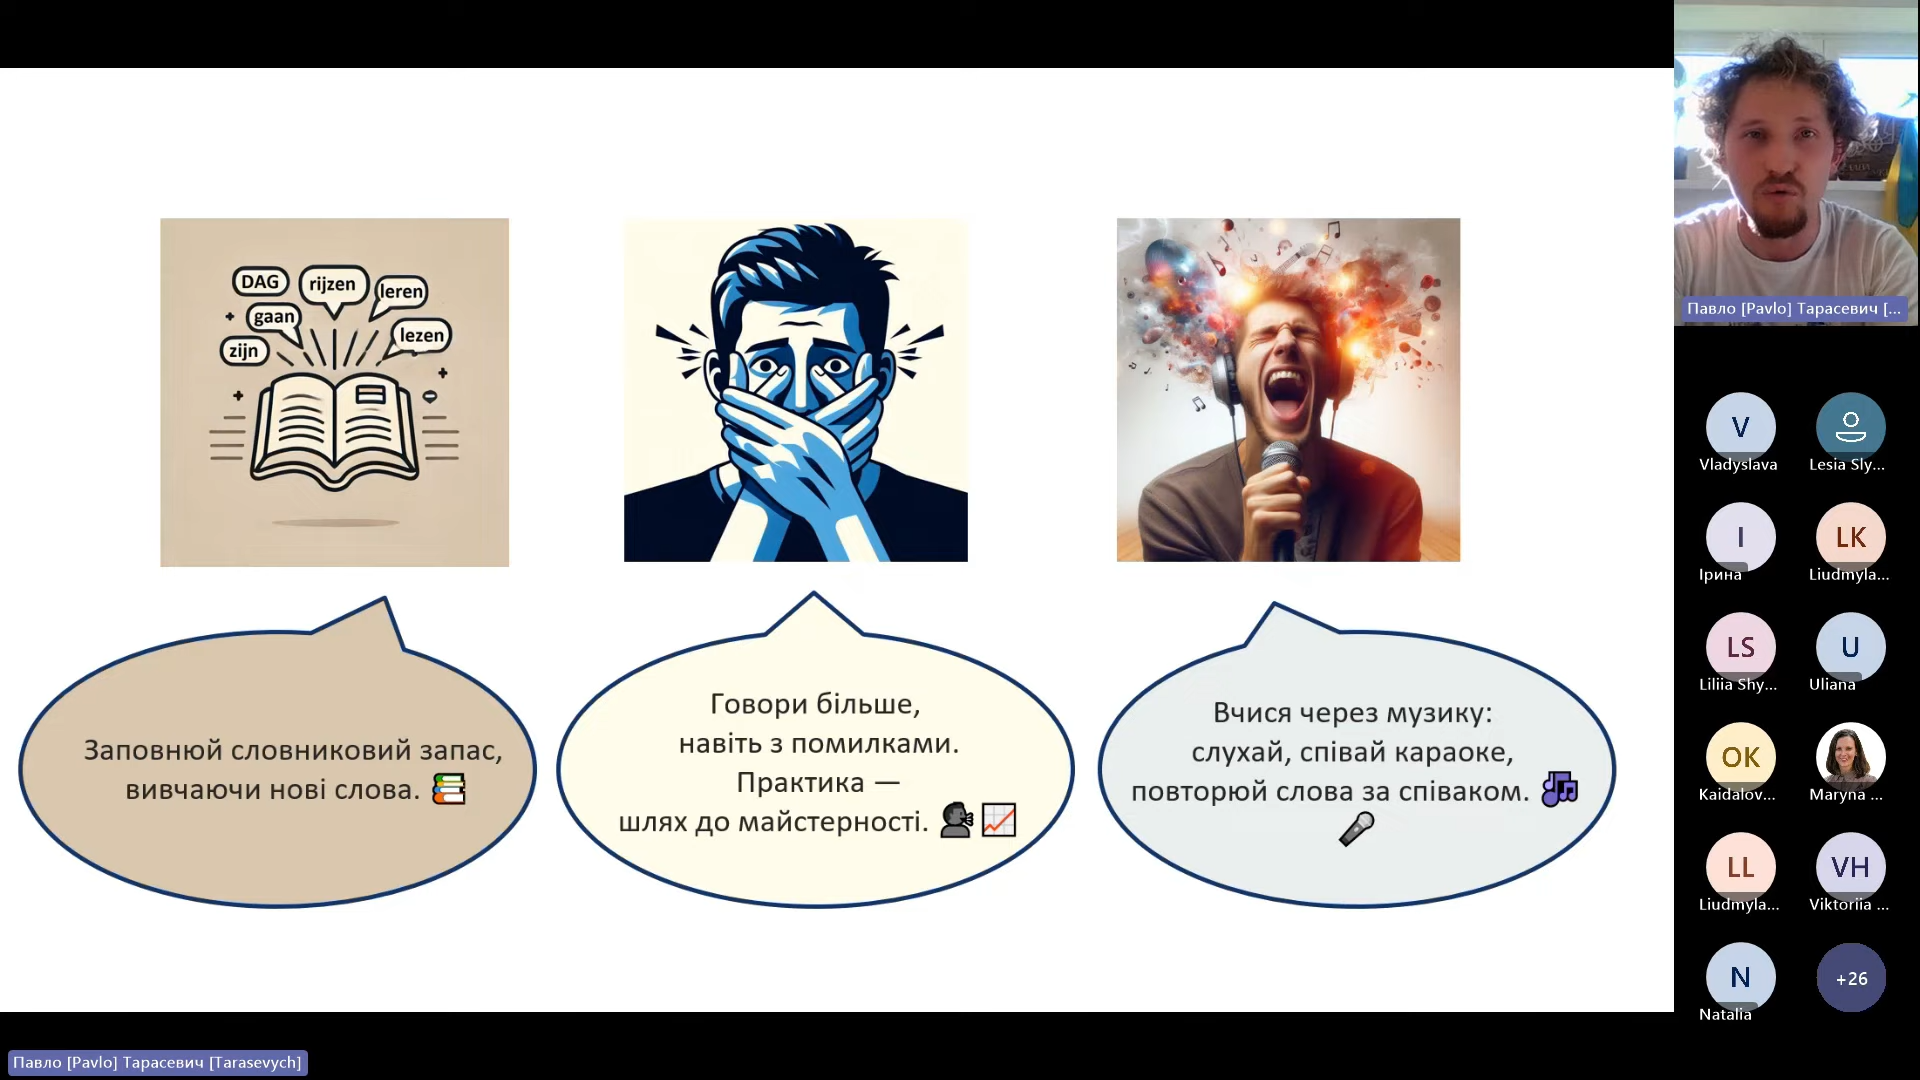 DAG
rijzen
leren
gaan
lezen
zijn
Заповнюй словниковий запас,
вивчаючи нові слова.
Говори більше,
навіть з помилками.
Практика —
шлях до майстерності.
Вчися через музику:
слухай, співай караоке,
повторюй слова за співаком.
Павло [Pavlo] Тарасевич [...
V
Vladyslava
Lesia Sly...
I
Ірина
LK
Liudmyla...
LS
Liliia Shy...
U
Uliana
OK
Kaidalov...
Maryna ...
LL
Liudmyla...
VH
Viktoriia ...
N
Natalia
+26
Павло [Pavlo] Тарасевич [Tarasevych]